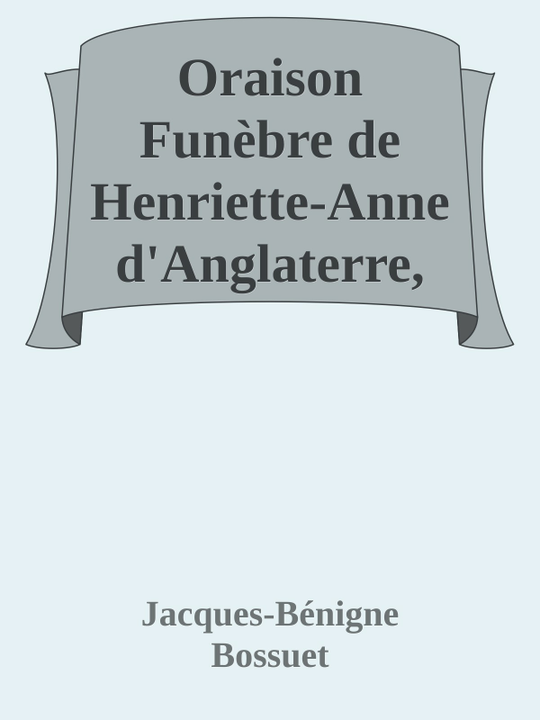 Oraison
Funèbre de
Henriette-Anne
d'Anglaterre,
Jacques-Bénigne
Bossuet